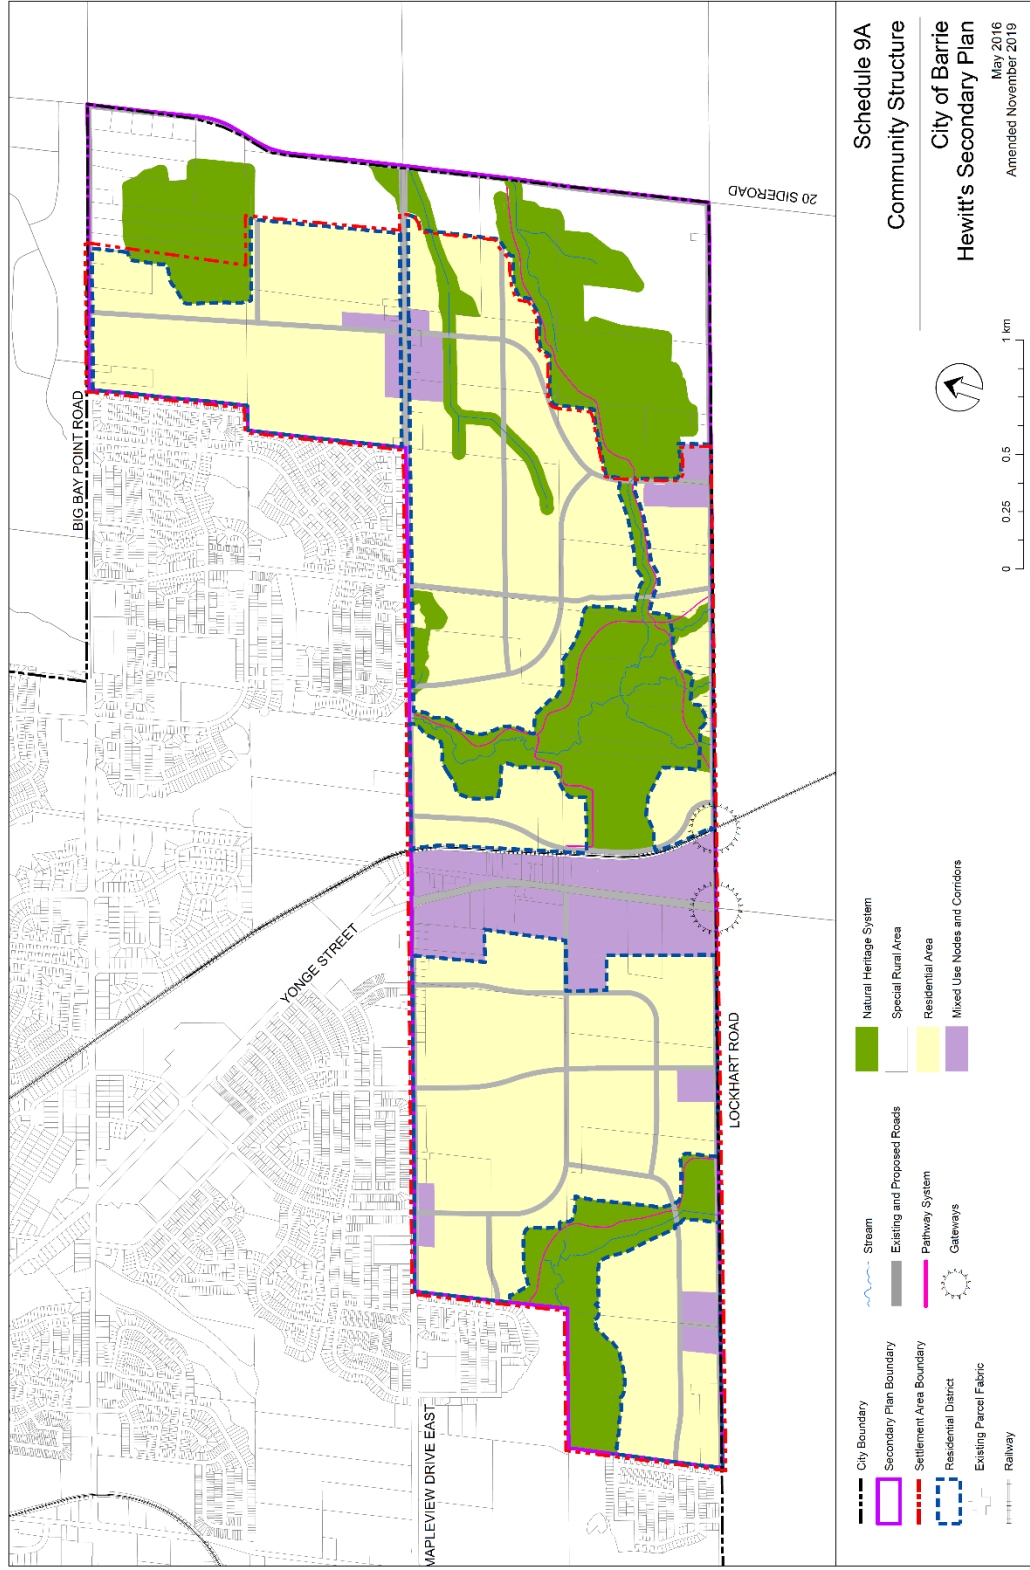 BIG BAY POINT ROAD
20 SIDEROAD
YONGE STREET
LOCKHART ROAD
MAPLEVIEW DRIVE EAST
Schedule 9A
Community Structure
City of Barrie
Hewitt's Secondary Plan
May 2016
Amended November 2019
0 0.25 0.5 1 km
City Boundary
Secondary Plan Boundary
Settlement Area Boundary
Residential District
Existing Parcel Fabric
Railway
Stream
Existing and Proposed Roads
Pathway System
Gateways
Natural Heritage System
Special Rural Area
Residential Area
Mixed Use Nodes and Corridors